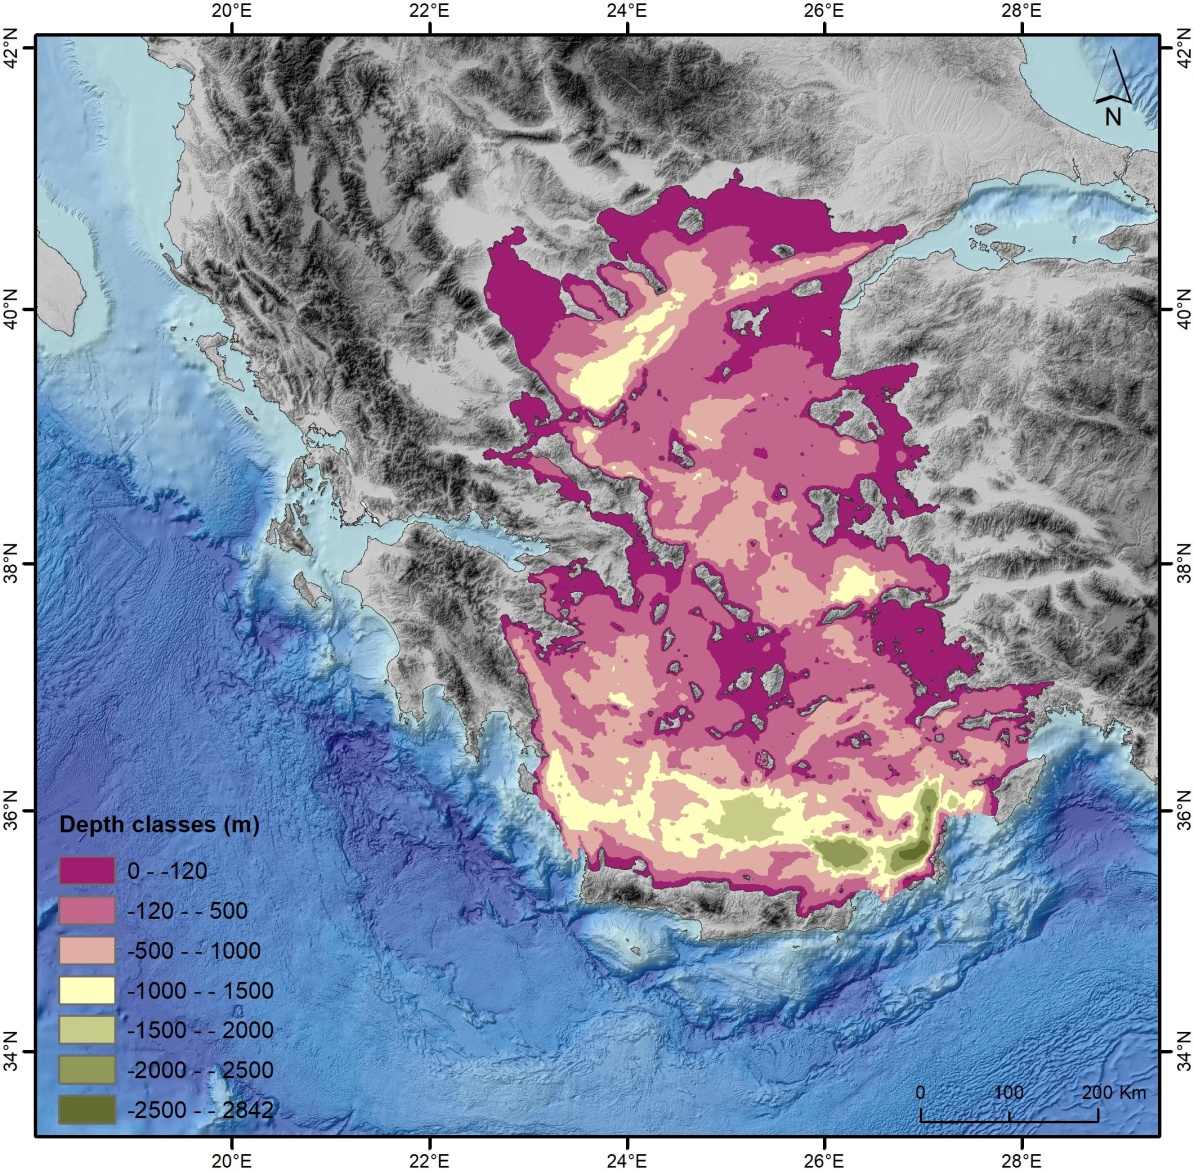 20°E 22°E 24°E 26°E 28°E
42°N 42°N
N
40°N 40°N
38°N 38°N
36°N 36°N
Depth classes (m)
0 - -120
-120 - - 500
-500 - - 1000
-1000 - - 1500
-1500 - - 2000
-2000 - - 2500
-2500 - - 2842
34°N 34°N
0 100 200 Km
20°E 22°E 24°E 26°E 28°E